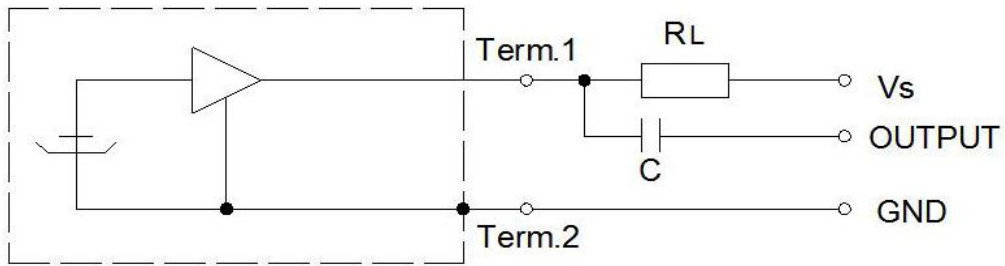 Term.1
RL
Vs
OUTPUT
C
GND
Term.2